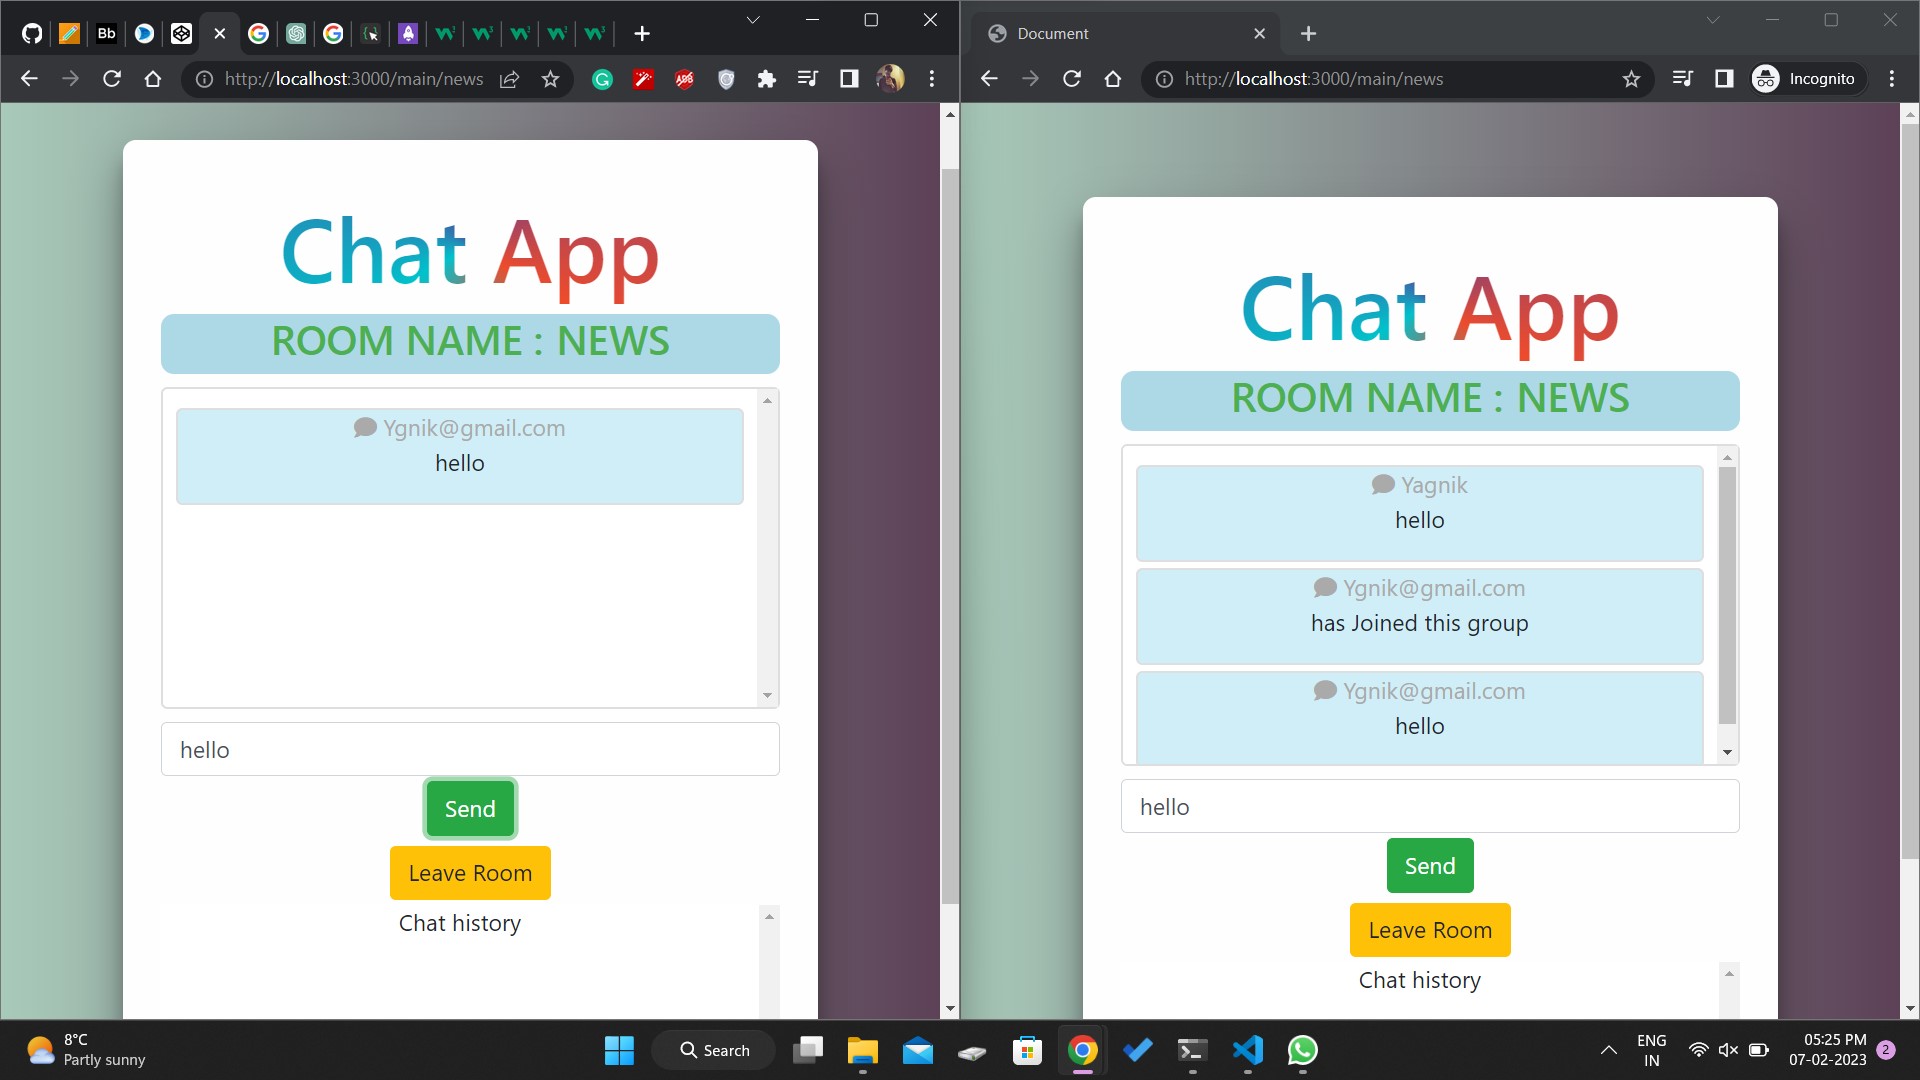 Bb
http://localhost:3000/main/news
Chat App
ROOM NAME : NEWS
Ygnik@gmail.com
hello
hello
Send
Leave Room
Chat history
Document
http://localhost:3000/main/news
Incognito
Chat App
ROOM NAME : NEWS
Yagnik
hello
Ygnik@gmail.com
has Joined this group
Ygnik@gmail.com
hello
hello
Send
Leave Room
Chat history
8°C
Partly sunny
Search
ENG
IN
05:25 PM
07-02-2023
2